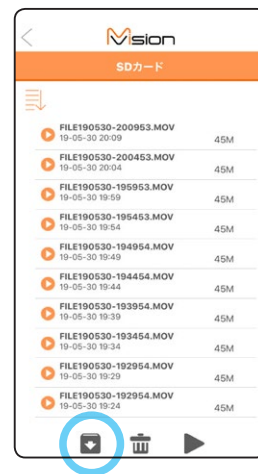 Mvision
SDカード
FILE190530-200953.MOV
19-05-30 20:09
45M
FILE190530-200453.MOV
19-05-30 20:04
45M
FILE190530-195953.MOV
19-05-30 19:59
45M
FILE190530-195453.MOV
19-05-30 19:54
45M
FILE190530-194954.MOV
19-05-30 19:49
45M
FILE190530-194454.MOV
19-05-30 19:44
45M
FILE190530-193954.MOV
19-05-30 19:39
45M
FILE190530-193454.MOV
19-05-30 19:34
45M
FILE190530-192954.MOV
19-05-30 19:29
45M
FILE190530-192954.MOV
19-05-30 19:24
45M